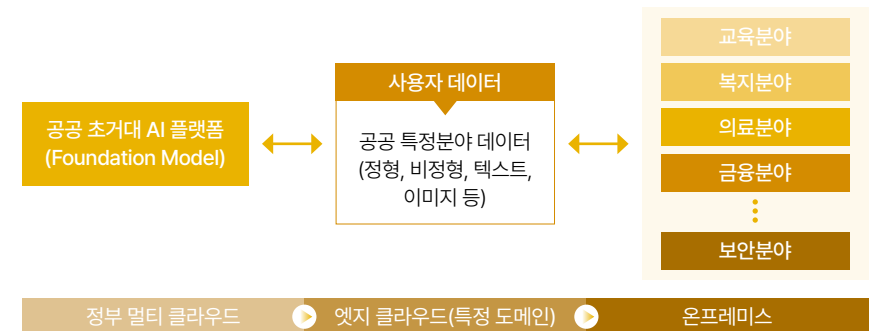 공공 초거대 AI 플랫폼
(Foundation Model)
사용자 데이터
공공 특정분야 데이터
(정형, 비정형, 텍스트,
이미지 등)
교육분야
복지분야
의료분야
금융분야
보안분야
정부 멀티 클라우드
엣지 클라우드(특정 도메인)
온프레미스